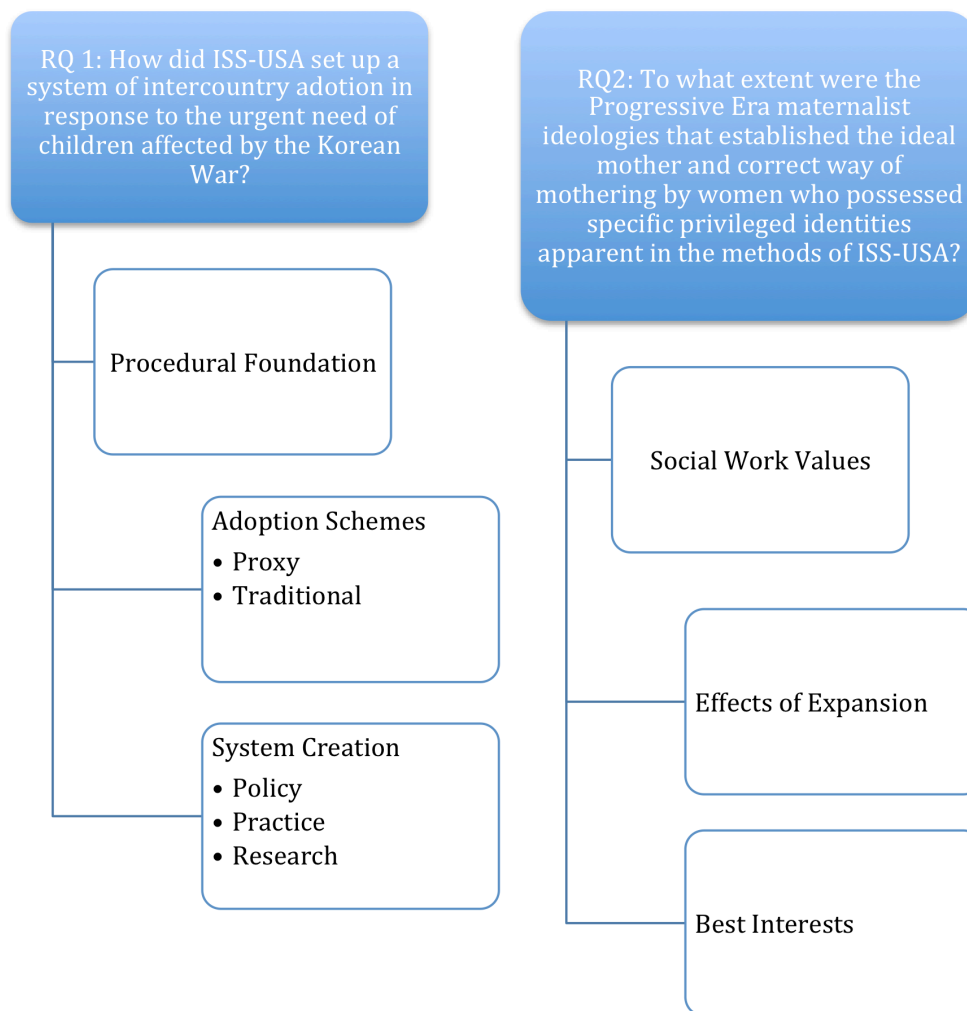 RQ 1: How did ISS-USA set up a
system of intercountry adotion in
response to the urgent need of
children affected by the Korean
War?
Procedural Foundation
Adoption Schemes
• Proxy
• Traditional
System Creation
• Policy
• Practice
• Research
RQ2: To what extent were the
Progressive Era maternalist
ideologies that established the ideal
mother and correct way of
mothering by women who possessed
specific privileged identities
apparent in the methods of ISS-USA?
Social Work Values
Effects of Expansion
Best Interests